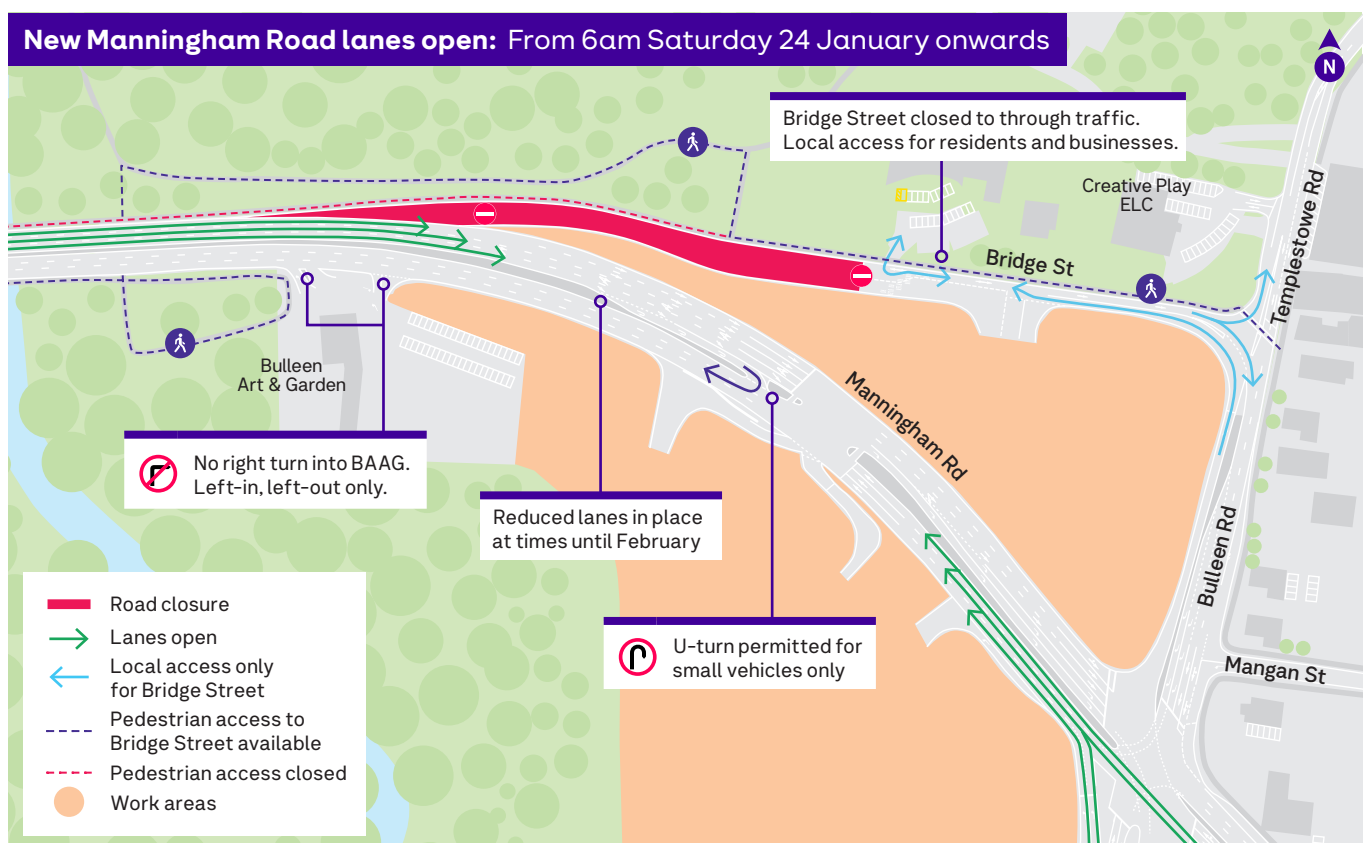 New Manningham Road lanes open: From 6am Saturday 24 January onwards
N
Bridge Street closed to through traffic.
Local access for residents and businesses.
Creative Play
ELC
Templestowe Rd
Bridge St
Bulleen
Art & Garden
Manningham Rd
No right turn into BAAG.
Left-in, left-out only.
Reduced lanes in place
at times until February
U-turn permitted for
small vehicles only
Bulleen Rd
Mangan St
Road closure
Lanes open
Local access only
for Bridge Street
Pedestrian access to
Bridge Street available
Pedestrian access closed
Work areas